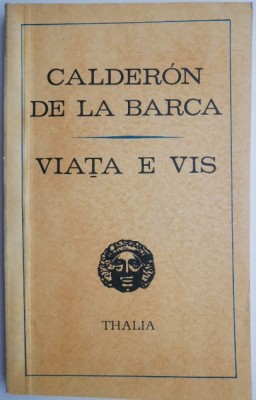 CALDERÓN
DE LA BARCA
VIAȚA E VIS
THALIA